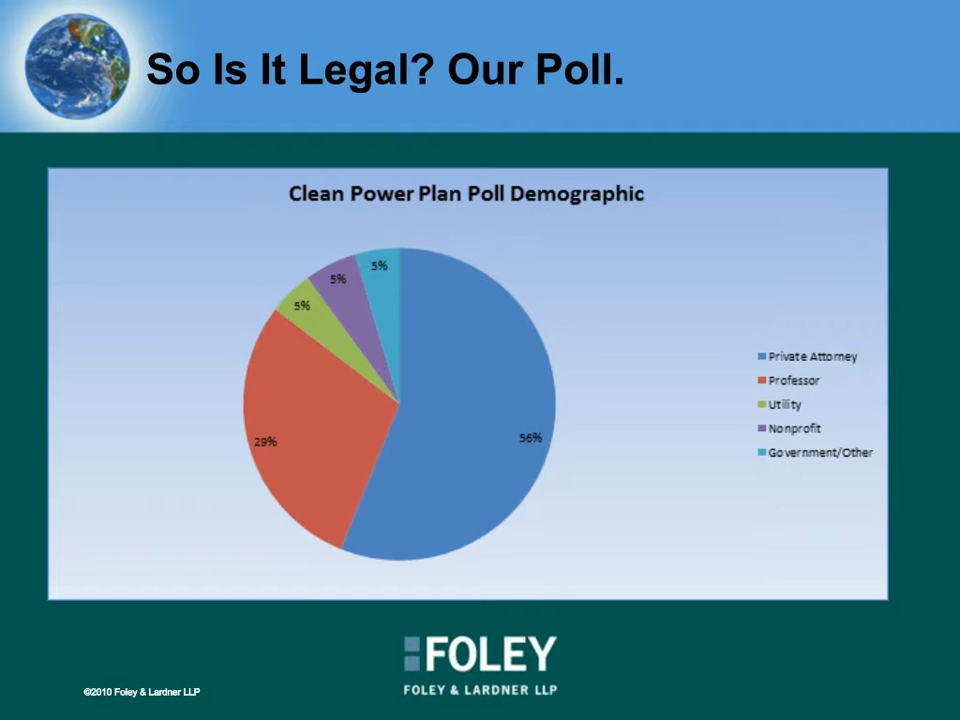 So Is It Legal? Our Poll.
Clean Power Plan Poll Demographic
5%
5%
5%
29%
56%
Private Attorney
Professor
Utility
Nonprofit
Government/Other
FOLEY
FOLEY & LARDNER LLP
©2010 Foley & Lardner LLP